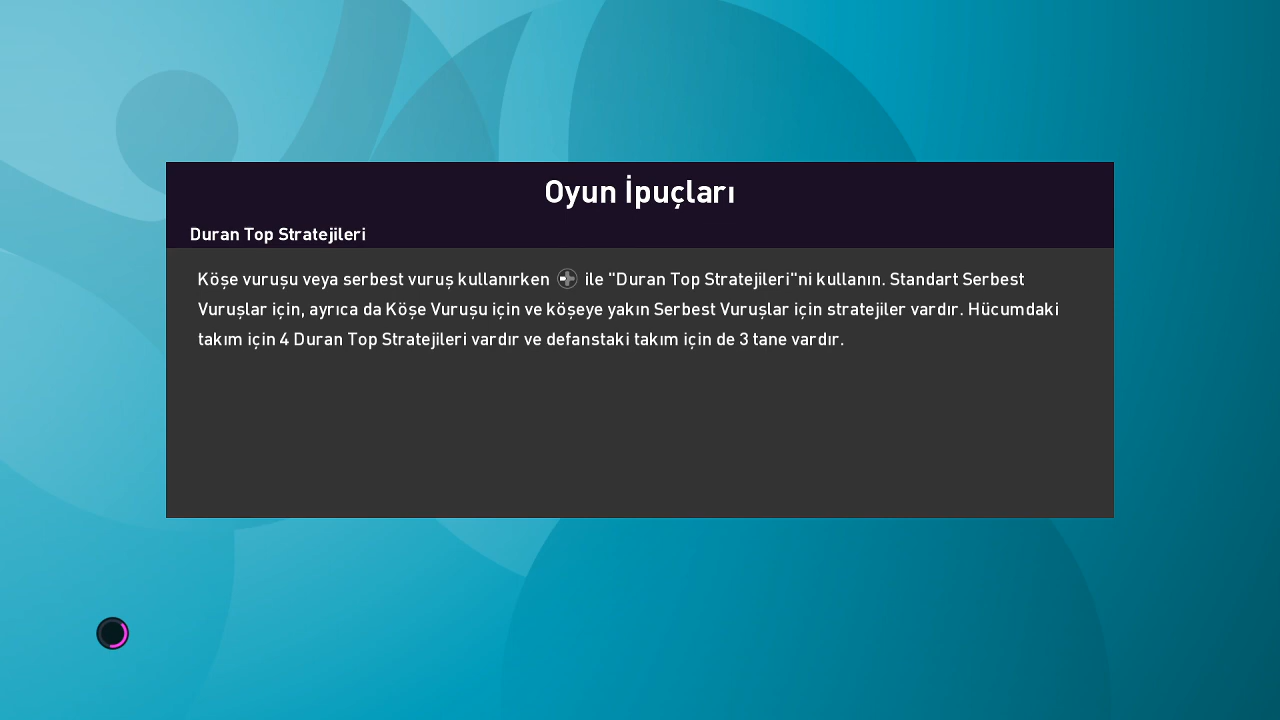 Oyun İpuçları
Duran Top Stratejileri
Köşe vuruşu veya serbest vuruş kullanırken ile "Duran Top Stratejileri"ni kullanın. Standart Serbest
Vuruşlar için, ayrıca da Köşe Vuruşu için ve köşeye yakın Serbest Vuruşlar için stratejiler vardır. Hücumdaki
takım için 4 Duran Top Stratejileri vardır ve defanstaki takım için de 3 tane vardır.